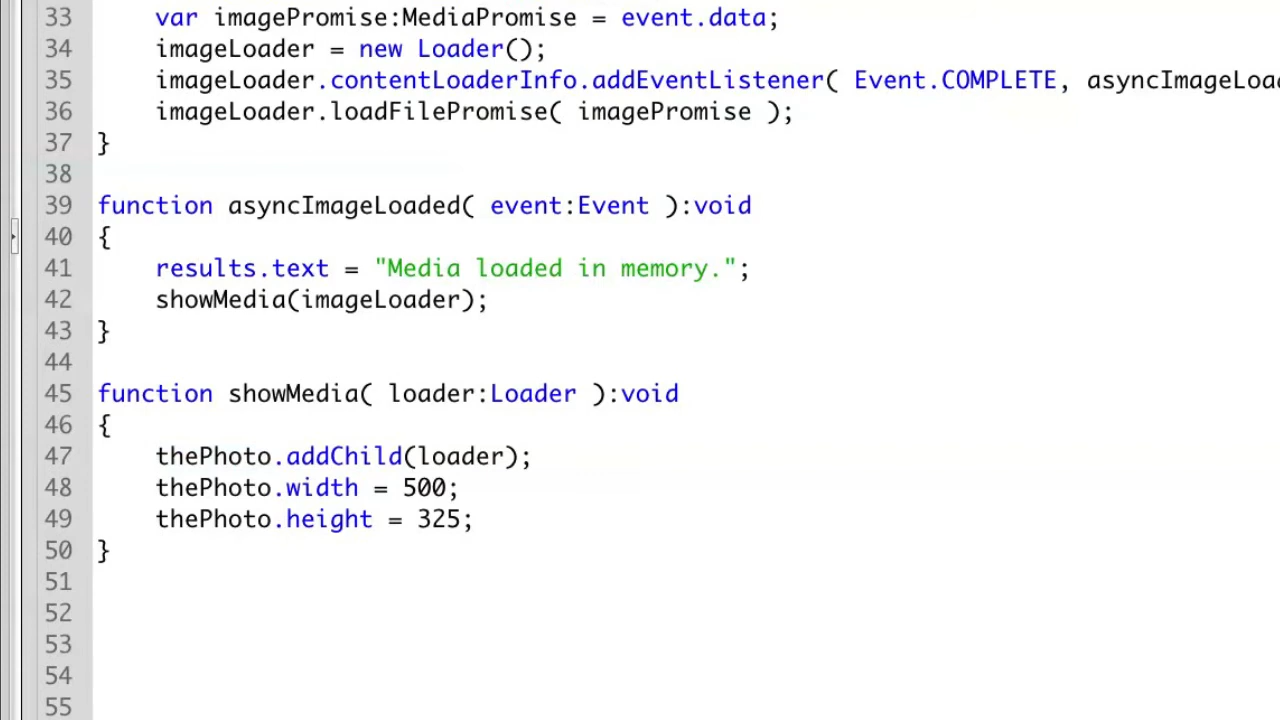 33 var imagePromise:MediaPromise = event.data;
34 imageLoader = new Loader();
35 imageLoader.contentLoaderInfo.addEventListener( Event.COMPLETE, asyncImageLoa
36 imageLoader.loadFilePromise( imagePromise );
37 }
38
39 function asyncImageLoaded( event:Event ):void
40 {
41 results.text = "Media loaded in memory.";
42 showMedia(imageLoader);
43 }
44
45 function showMedia( loader:Loader ):void
46 {
47 thePhoto.addChild(loader);
48 thePhoto.width = 500;
49 thePhoto.height = 325;
50 }
51
52
53
54
55